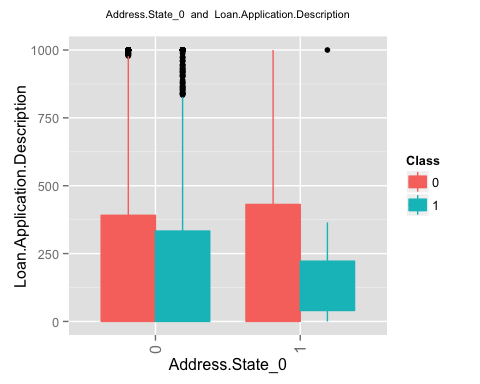 Address.State_0 and Loan.Application.Description
Loan.Application.Description
1000
750
500
250
0
0
1
Address.State_0
Class
0
1